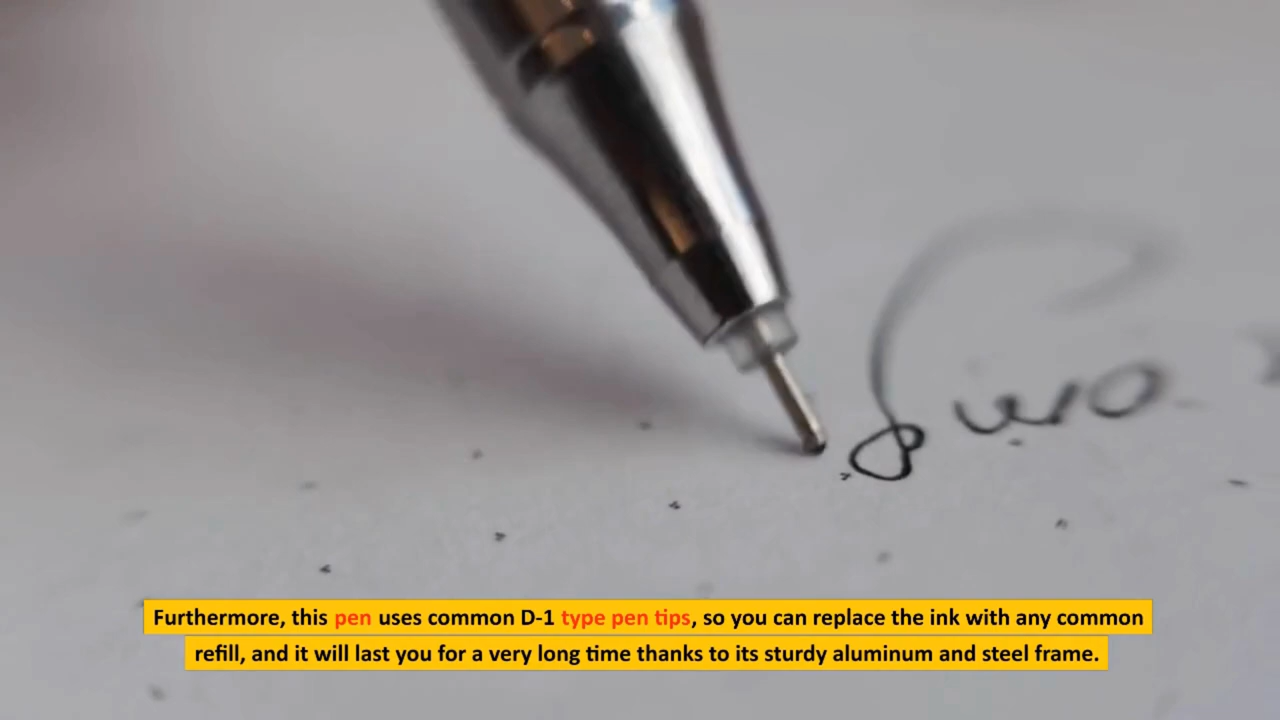 Furthermore, this pen uses common D-1 type pen tips, so you can replace the ink with any common
refill, and it will last you for a very long time thanks to its sturdy aluminum and steel frame.